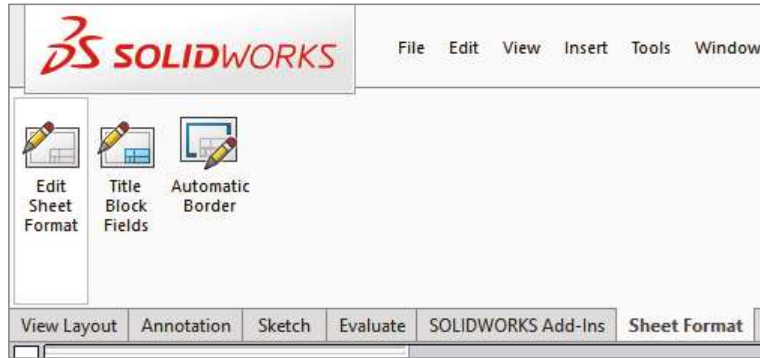 SOLIDWORKS File Edit View Insert Tools Window
Edit Title Automatic
Sheet Block Border
Format Fields
View Layout Annotation Sketch Evaluate SOLIDWORKS Add-Ins Sheet Format